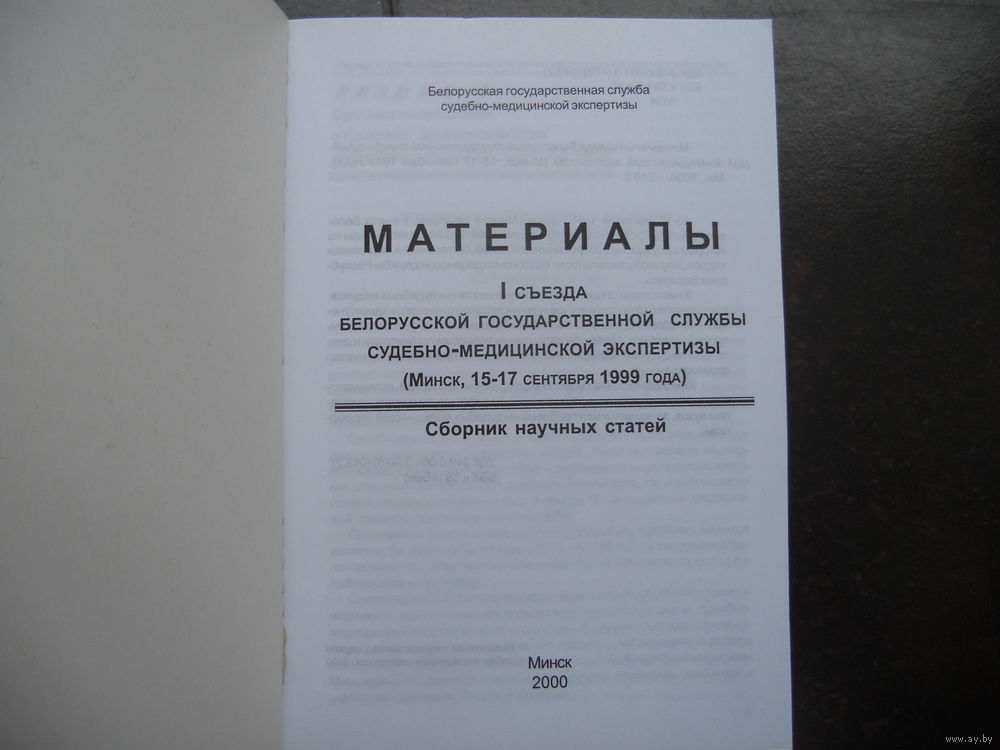 Белорусская государственная служба
судебно-медицинской экспертизы
МАТЕРИАЛЫ
I СЪЕЗДА
БЕЛОРУССКОЙ ГОСУДАРСТВЕННОЙ СЛУЖБЫ
СУДЕБНО-МЕДИЦИНСКОЙ ЭКСПЕРТИЗЫ
(МИНСК, 15-17 СЕНТЯБРЯ 1999 ГОДА)
Сборник научных статей
Минск
2000
www.ay.by